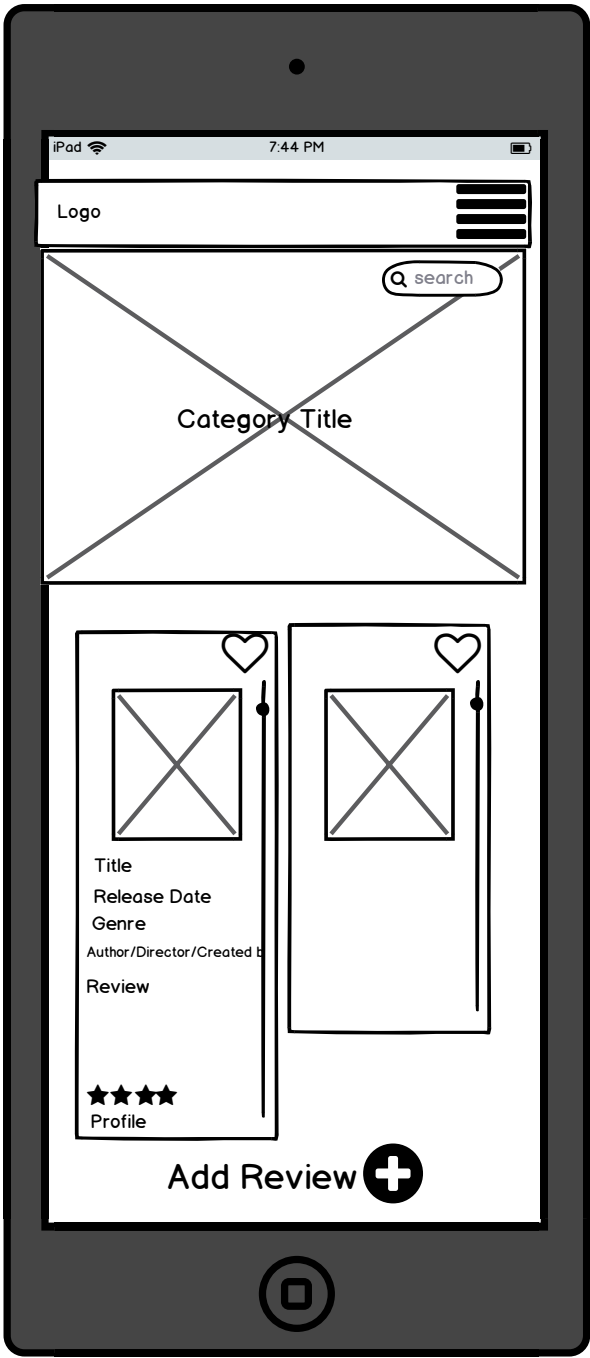 iPad 7:44 PM
Logo
search
Category Title
Title
Release Date
Genre
Author/Director/Created b
Review
Profile
Add Review